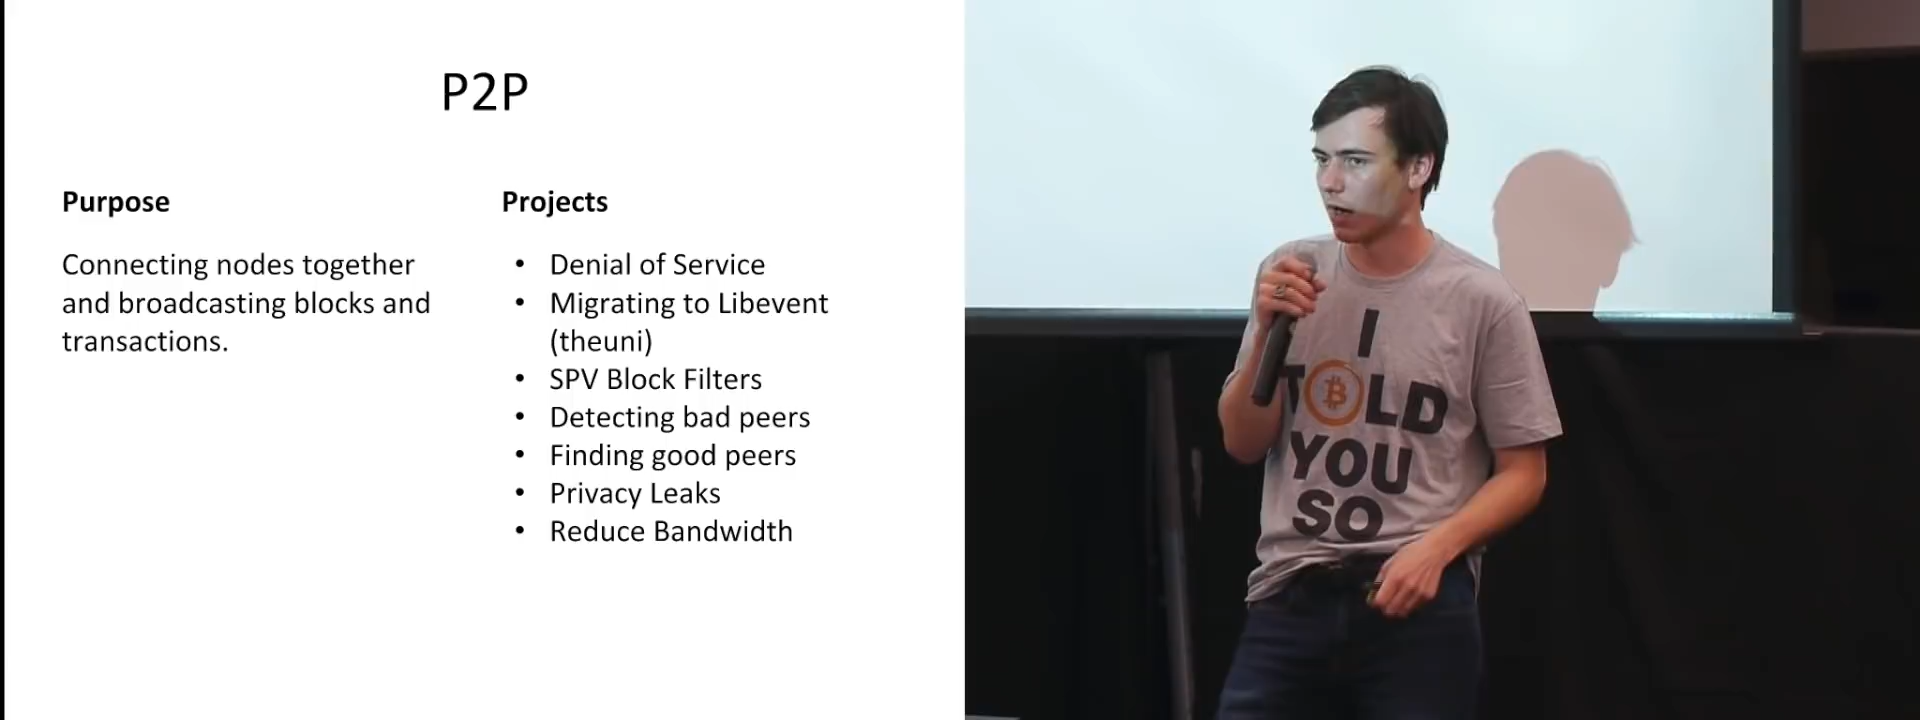 P2P
Purpose
Connecting nodes together
and broadcasting blocks and
transactions.
Projects
• Denial of Service
• Migrating to Libevent
(theuni)
• SPV Block Filters
• Detecting bad peers
• Finding good peers
• Privacy Leaks
• Reduce Bandwidth
I
T₿LD
YOU
SO